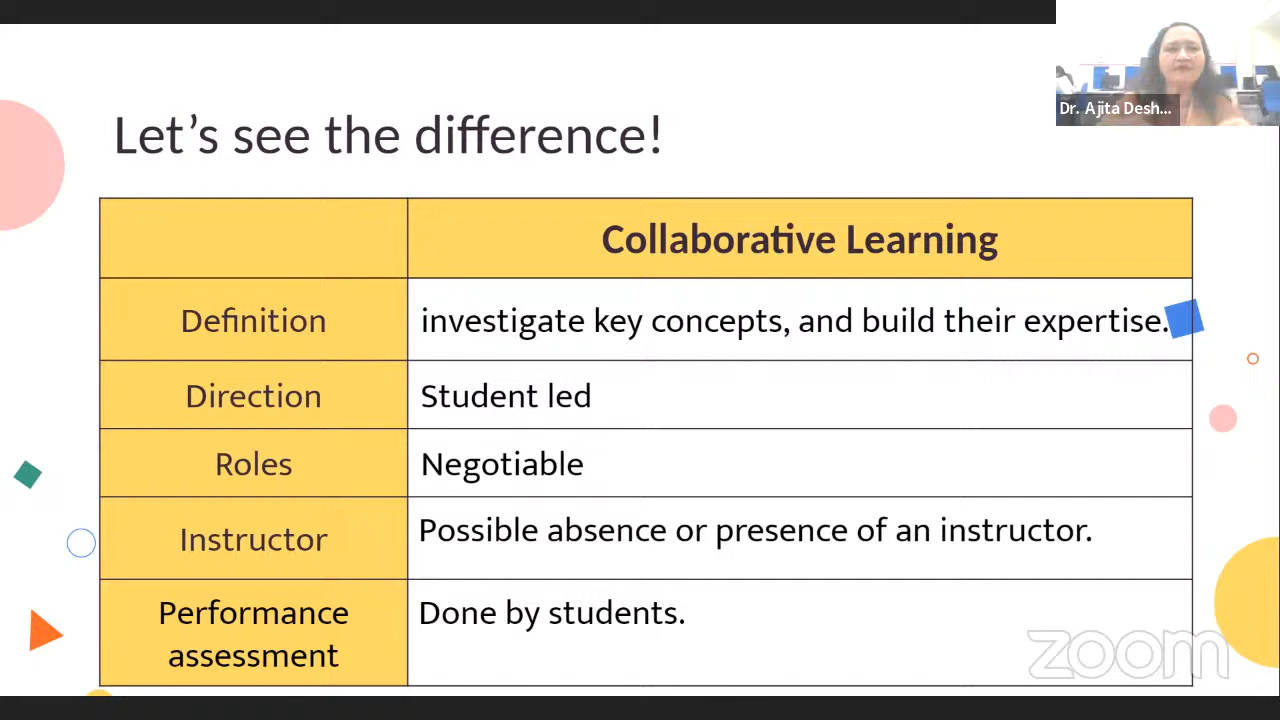 Dr. Ajita Desh...
Let's see the difference!
Collaborative Learning
Definition
investigate key concepts, and build their expertise.
Direction
Student led
Roles
Negotiable
Instructor
Possible absence or presence of an instructor.
Performance
assessment
Done by students.
zoom